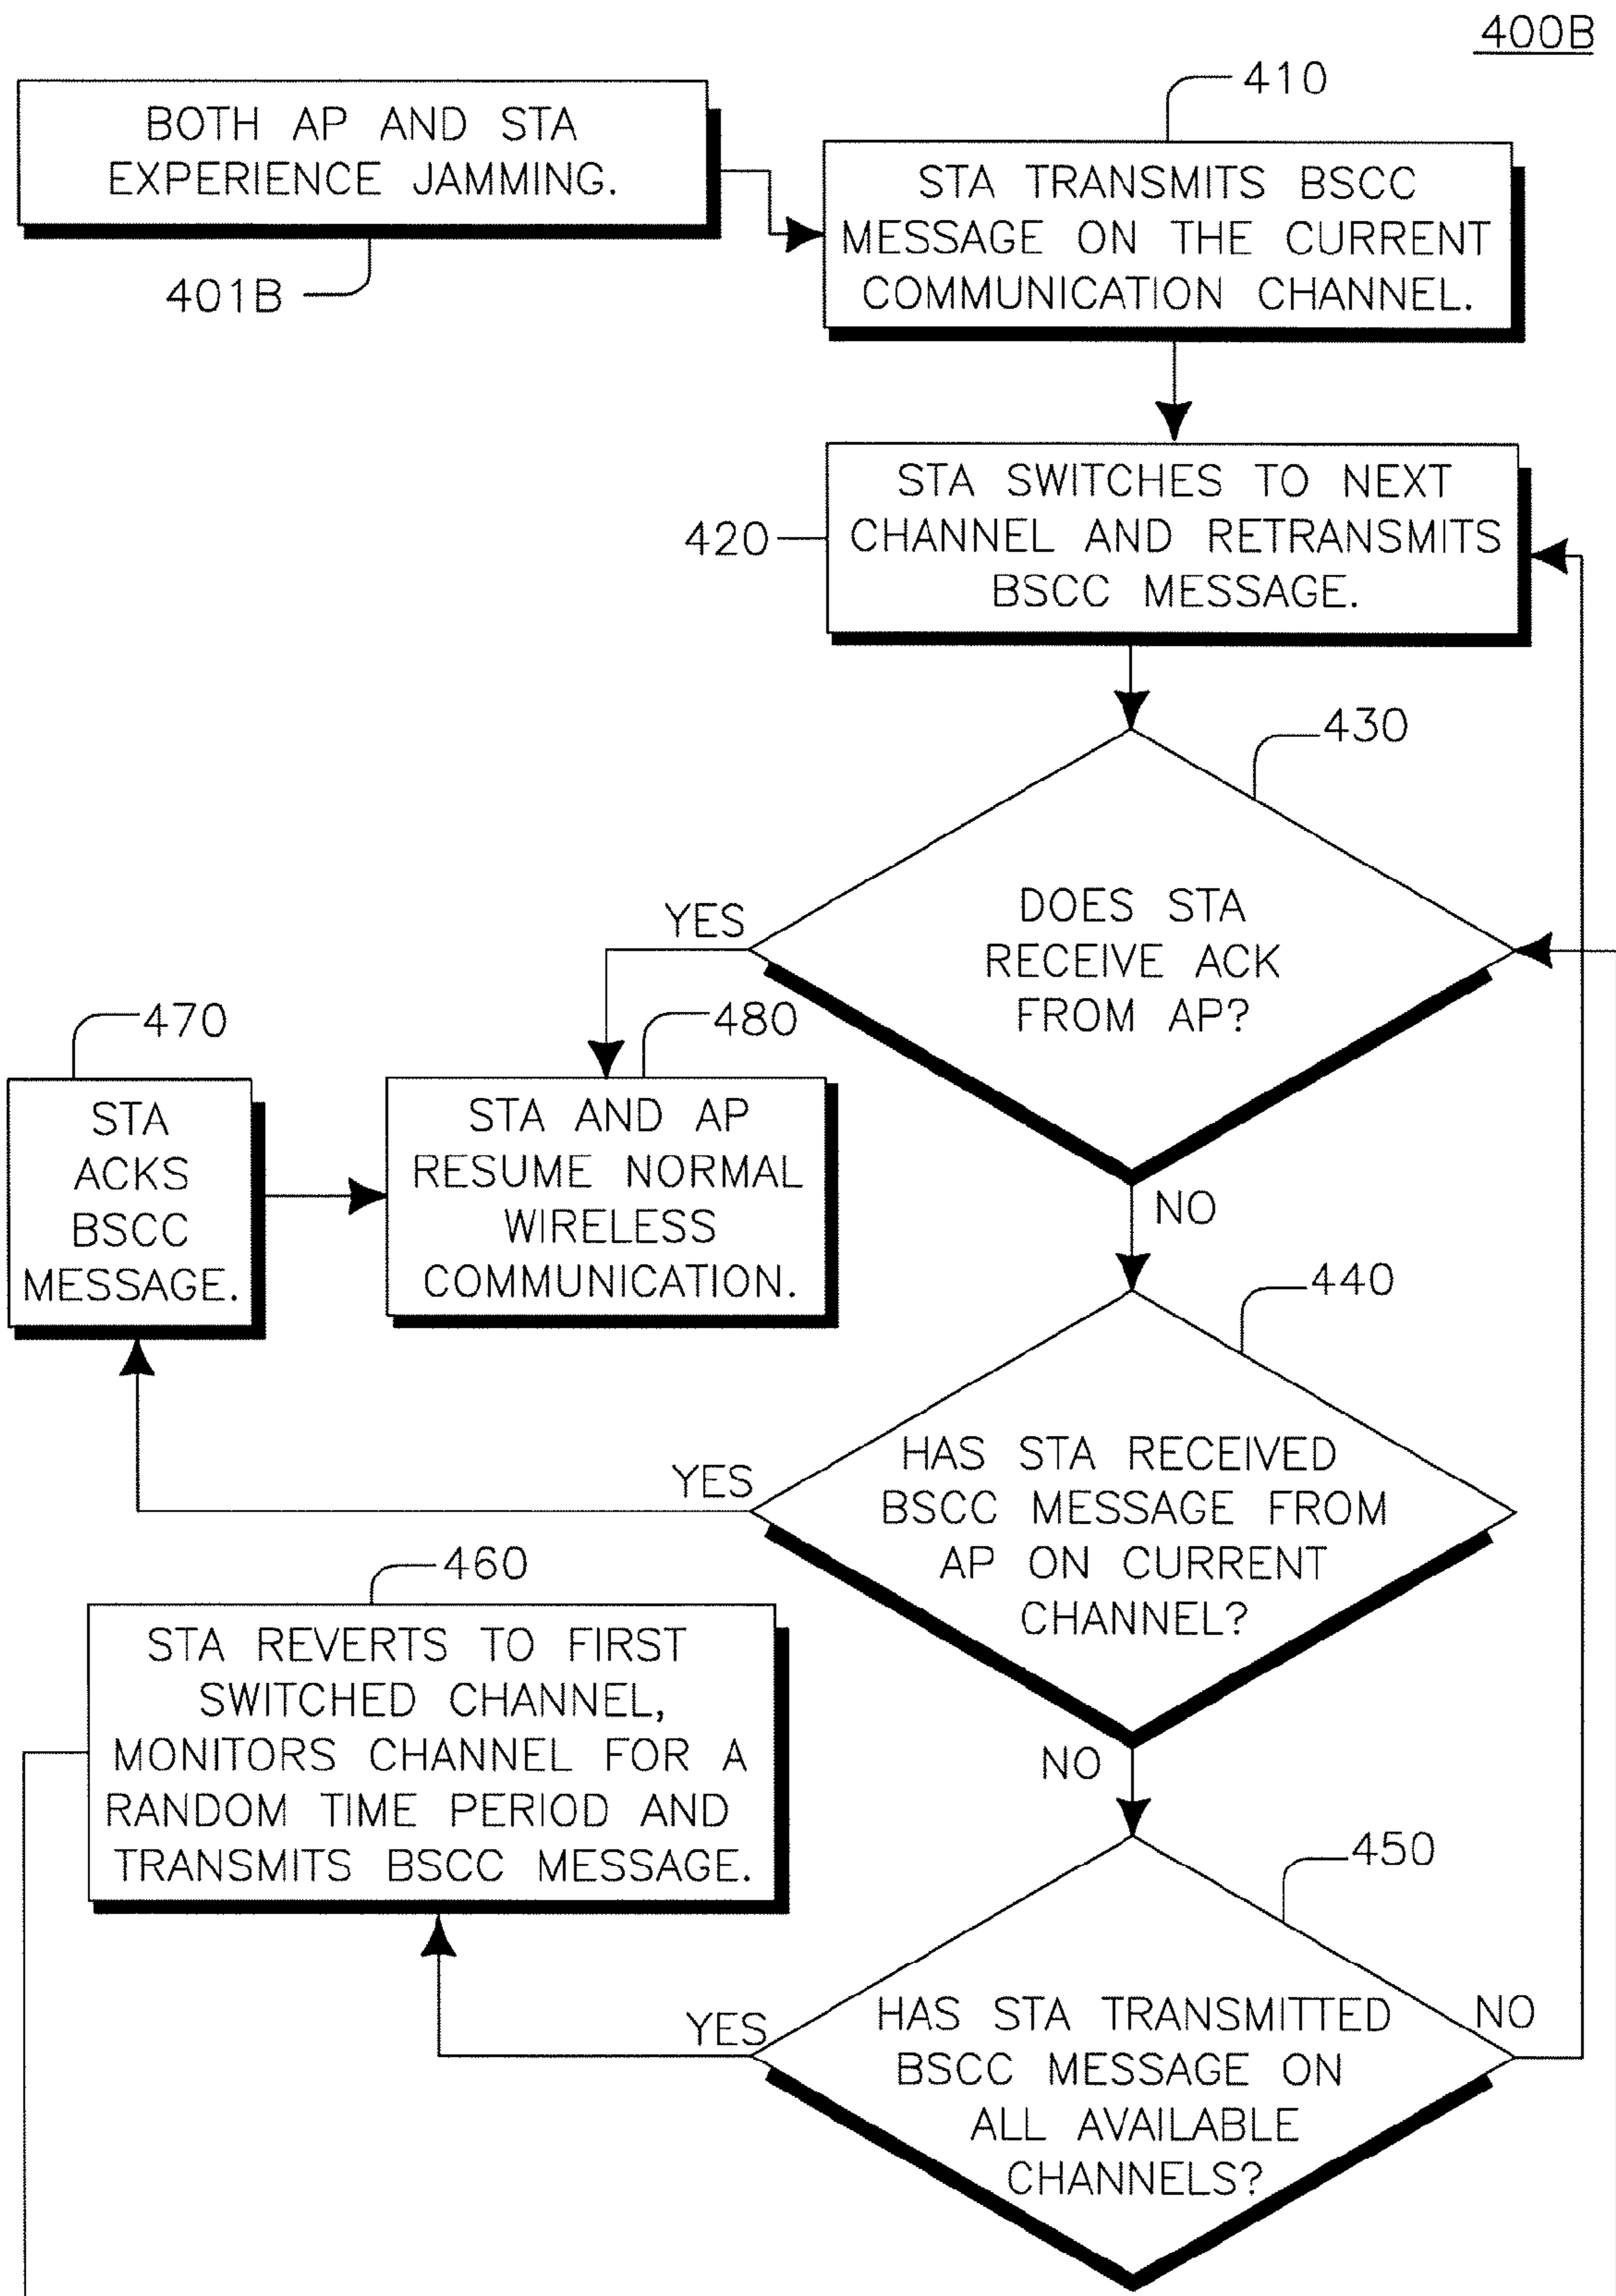 400B
BOTH AP AND STA
EXPERIENCE JAMMING.
401B
410
STA TRANSMITS BSCC
MESSAGE ON THE CURRENT
COMMUNICATION CHANNEL.
420
STA SWITCHES TO NEXT
CHANNEL AND RETRANSMITS
BSCC MESSAGE.
430
DOES STA
RECEIVE ACK
FROM AP?
YES
NO
470
STA
ACKS
BSCC
MESSAGE.
480
STA AND AP
RESUME NORMAL
WIRELESS
COMMUNICATION.
440
HAS STA RECEIVED
BSCC MESSAGE FROM
AP ON CURRENT
CHANNEL?
YES
NO
460
STA REVERTS TO FIRST
SWITCHED CHANNEL,
MONITORS CHANNEL FOR A
RANDOM TIME PERIOD AND
TRANSMITS BSCC MESSAGE.
450
HAS STA TRANSMITTED
BSCC MESSAGE ON
ALL AVAILABLE
CHANNELS?
YES
NO